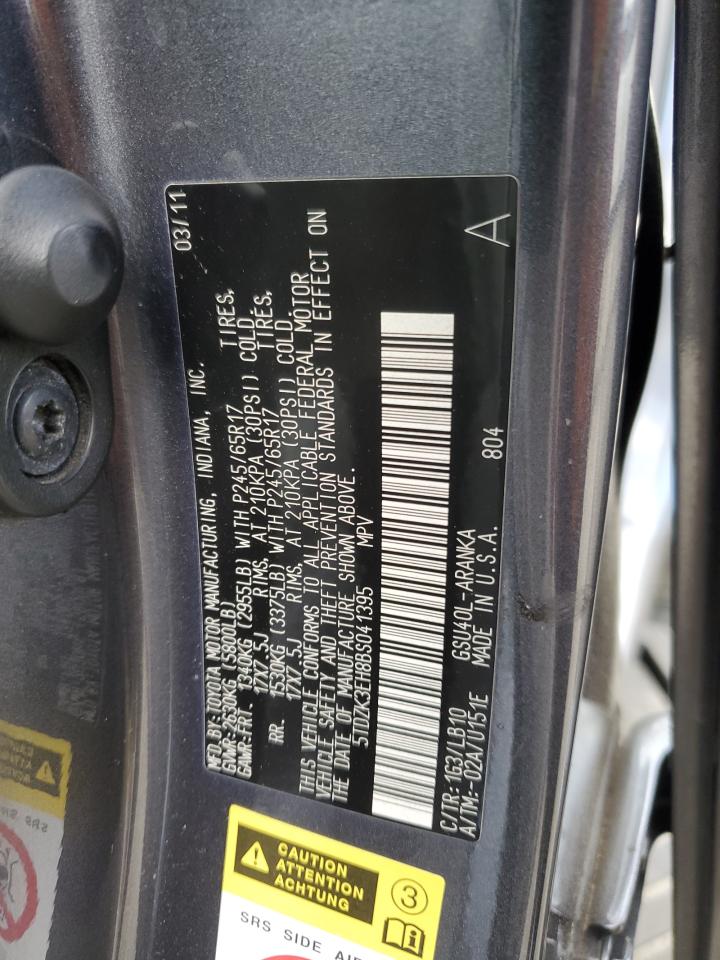 MFD.BY:TOYOTA MOTOR MANUFACTURING, INDIANA, INC. 03/11
GVWR:2630KG (5800LB)
GAWR:FRT. 1340KG (2955LB) WITH P245/65R17 TIRES,
17X7.5J RIMS, AT 210KPA (30PSI) COLD.
RR. 1530KG (3375LB) WITH P245/65R17 TIRES,
17X7.5J RIMS, AT 210KPA (30PSI) COLD.
THIS VEHICLE CONFORMS TO ALL APPLICABLE FEDERAL MOTOR
VEHICLE SAFETY AND THEFT PREVENTION STANDARDS IN EFFECT ON
THE DATE OF MANUFACTURE SHOWN ABOVE.
5TDZK3EH8BS041395 MPV
C/TR:1G3/LB10 GSU40L-ARANKA 804
A/TM:-02A/U151E MADE IN U.S.A. A
CAUTION
ATTENTION
ACHTUNG
3
SRS SIDE AI
SRS S